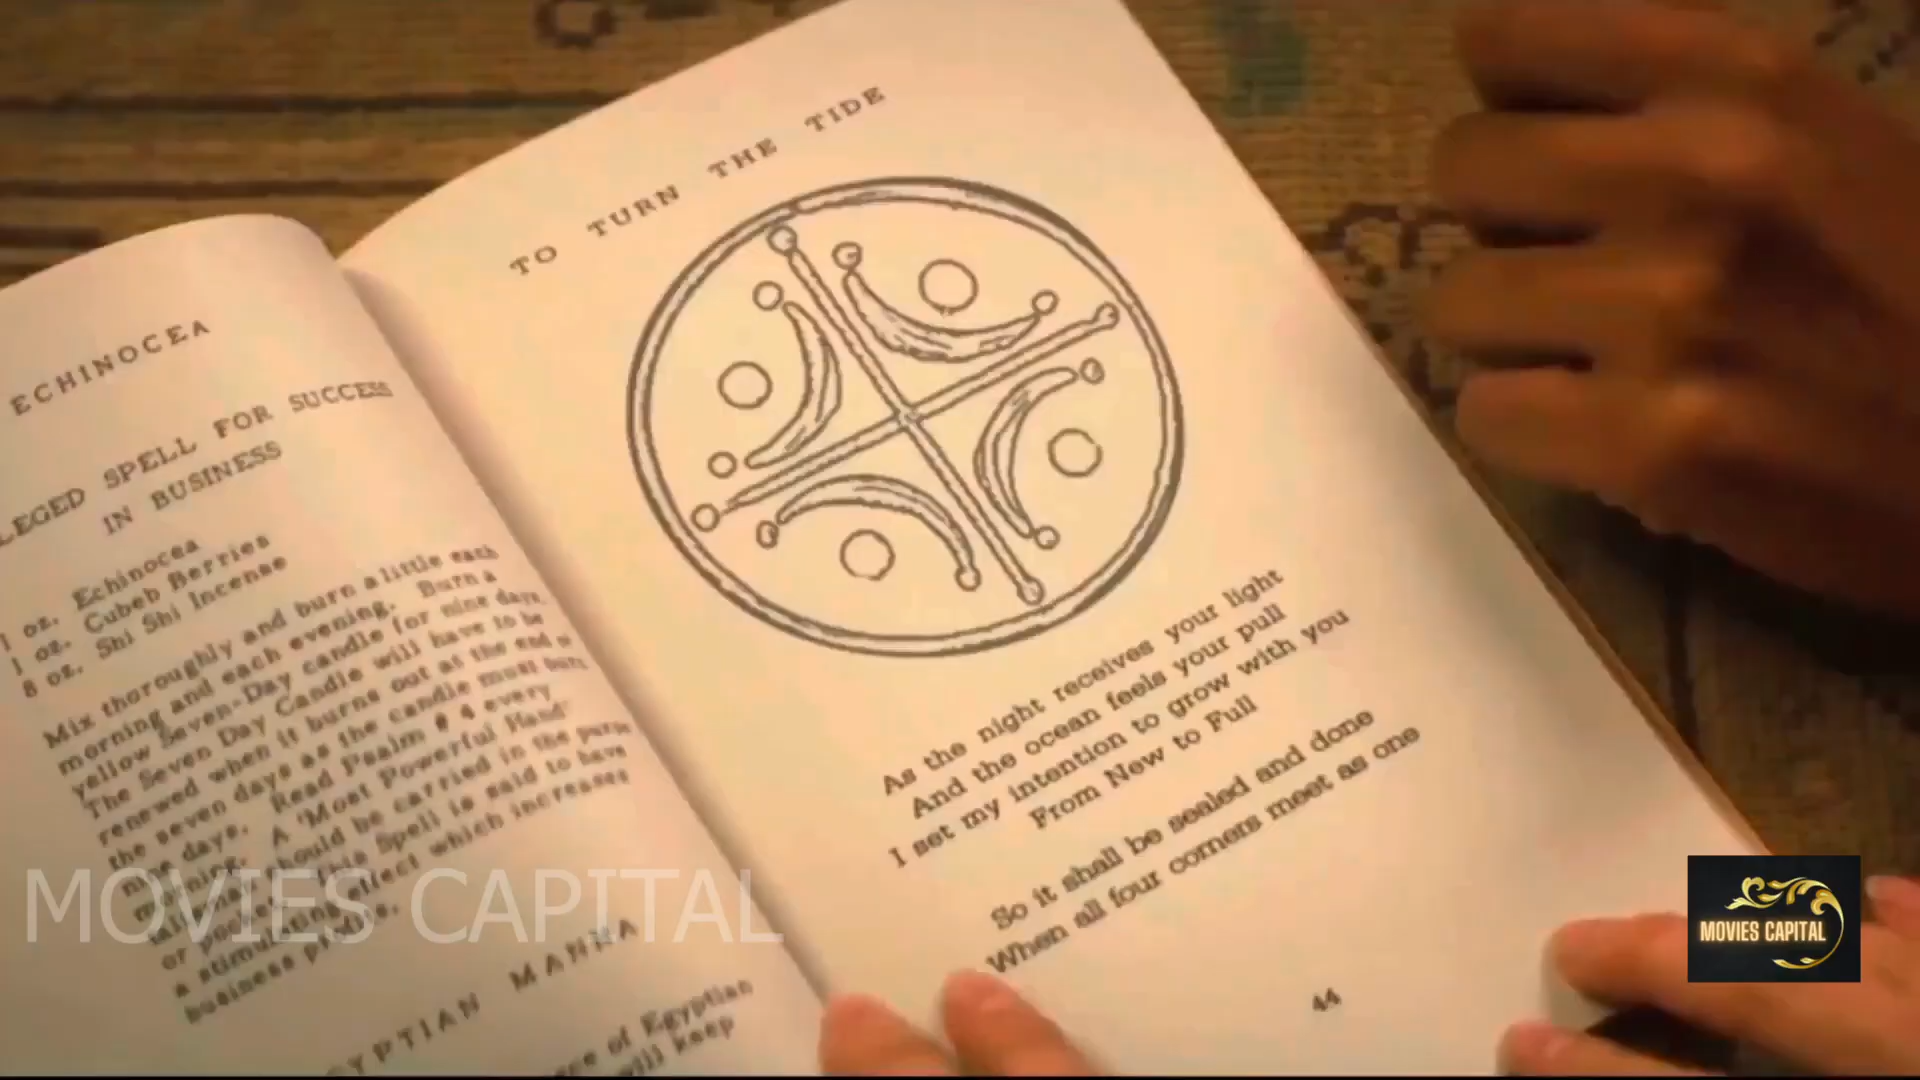 ECHINOCEA
LEGED SPELL FOR SUCCESS
IN BUSINESS
1 oz. Echinocea
1 oz. Cubeb Berries
8 oz. Shi Shi Incense
Mix thoroughly and burn a little each
morning and each evening. Burn a
yellow Seven-Day candle for nine days.
The Seven Day Candle will have to be
renewed when it burns out at the end o
the seven days as the candle must burn
nine days. Read Psalm # 4 every
morning. A 'Most Powerful Hand'
should be carried in the purse
or pocket. This Spell is said to have
a stimulating effect which increases
business
YPTIAN MANNA
of Egyptian
will keep
TO TURN THE TIDE
As the night receives your light
And the ocean feels your pull
I set my intention to grow with you
From New to Full
So it shall be sealed and done
When all four corners meet as one
44
MOVIES CAPITAL
MOVIES CAPITAL